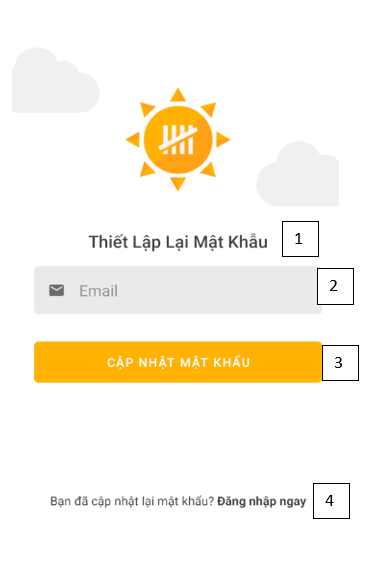 Thiết Lập Lại Mật Khẩu 1
Email 2
CẬP NHẬT MẬT KHẨU 3
Bạn đã cập nhật lại mật khẩu? Đăng nhập ngay 4